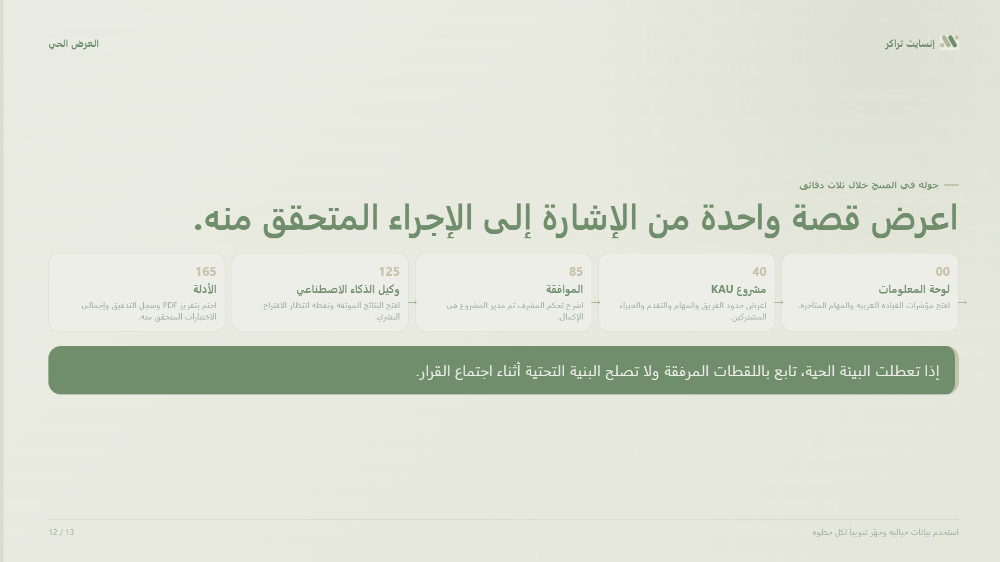 إنسايت تراكر
العرض الحي
جولة في المنتج خلال ثلاث دقائق
اعرض قصة واحدة من الإشارة إلى الإجراء المتحقق منه.
00
لوحة المعلومات
افتح مؤشرات القيادة العربية والمهام المتأخرة.
→
40
مشروع KAU
اعرض حدود الفريق والمهام والتقدم والخبراء
المشتركين.
→
85
الموافقة
اشرح تحكم المشرف ثم مدير المشروع في
الإكمال.
→
125
وكيل الذكاء الاصطناعي
افتح النتائج الموثقة ونقطة انتظار الاقتراح
البشري.
→
165
الأدلة
اختم بتقرير PDF وسجل التدقيق وإجمالي
الاختبارات المتحقق منه.
إذا تعطلت البيئة الحية، تابع باللقطات المرفقة ولا تصلح البنية التحتية أثناء اجتماع القرار.
استخدم بيانات خيالية وجهّز تبويباً لكل خطوة
12 / 13